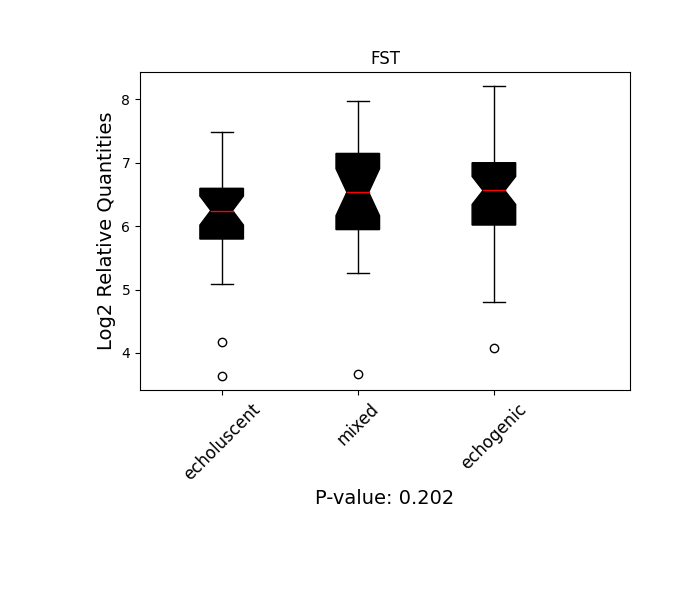 FST
Log2 Relative Quantities
8
7
6
5
4
echoluscent
mixed
echogenic
P-value: 0.202